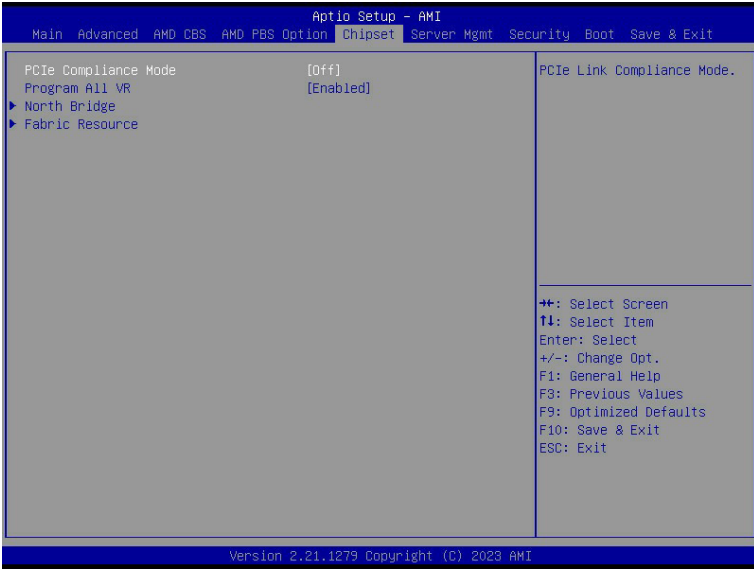 Aptio Setup - AMI
Main Advanced AMD CBS AMD PBS Option Chipset Server Mgmt Security Boot Save & Exit
PCIe Compliance Mode [Off]
Program All VR [Enabled]
North Bridge
Fabric Resource
PCIe Link Compliance Mode.
→←: Select Screen
↑↓: Select Item
Enter: Select
+/-: Change Opt.
F1: General Help
F3: Previous Values
F9: Optimized Defaults
F10: Save & Exit
ESC: Exit
Version 2.21.1279 Copyright (C) 2023 AMI